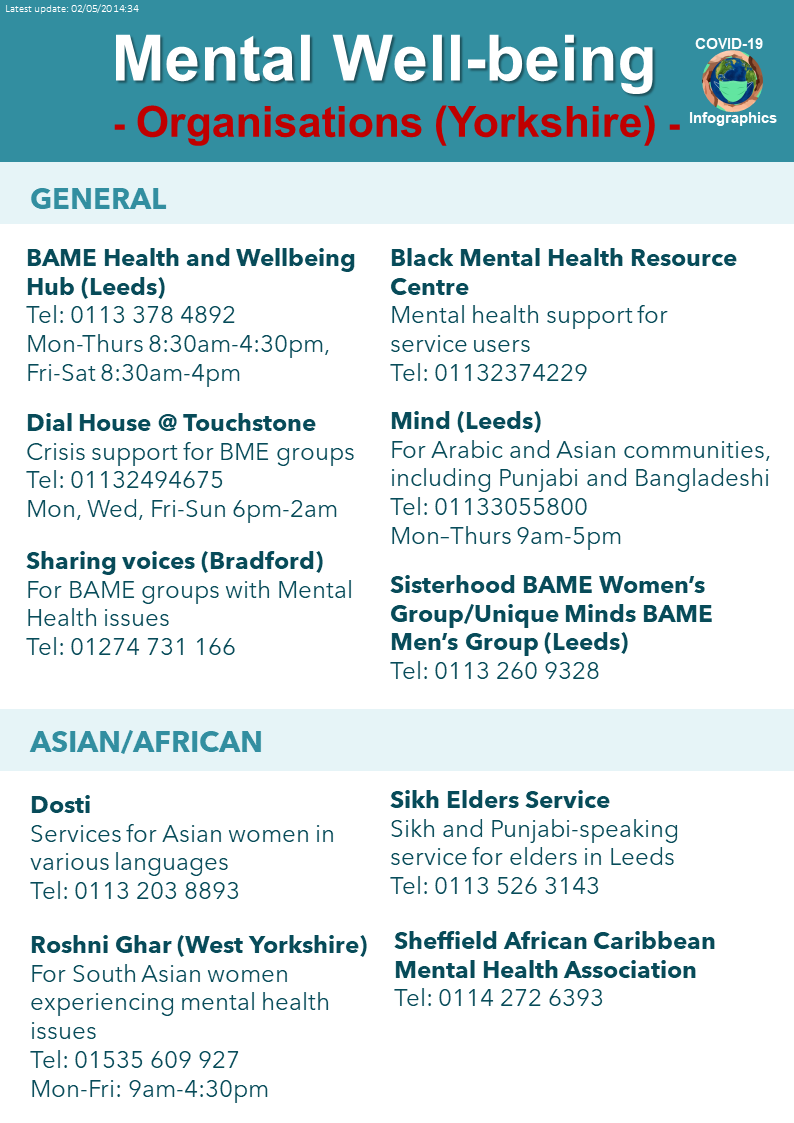 Latest update: 02/05/2014:34
Mental Well-being
- Organisations (Yorkshire) -
COVID-19
Infographics
GENERAL
BAME Health and Wellbeing
Hub (Leeds)
Tel: 0113 378 4892
Mon-Thurs 8:30am-4:30pm,
Fri-Sat 8:30am-4pm
Dial House @ Touchstone
Crisis support for BME groups
Tel: 01132494675
Mon, Wed, Fri-Sun 6pm-2am
Sharing voices (Bradford)
For BAME groups with Mental
Health issues
Tel: 01274 731 166
Black Mental Health Resource
Centre
Mental health support for
service users
Tel: 01132374229
Mind (Leeds)
For Arabic and Asian communities,
including Punjabi and Bangladeshi
Tel: 01133055800
Mon–Thurs 9am-5pm
Sisterhood BAME Women’s
Group/Unique Minds BAME
Men’s Group (Leeds)
Tel: 0113 260 9328
ASIAN/AFRICAN
Dosti
Services for Asian women in
various languages
Tel: 0113 203 8893
Roshni Ghar (West Yorkshire)
For South Asian women
experiencing mental health
issues
Tel: 01535 609 927
Mon-Fri: 9am-4:30pm
Sikh Elders Service
Sikh and Punjabi-speaking
service for elders in Leeds
Tel: 0113 526 3143
Sheffield African Caribbean
Mental Health Association
Tel: 0114 272 6393